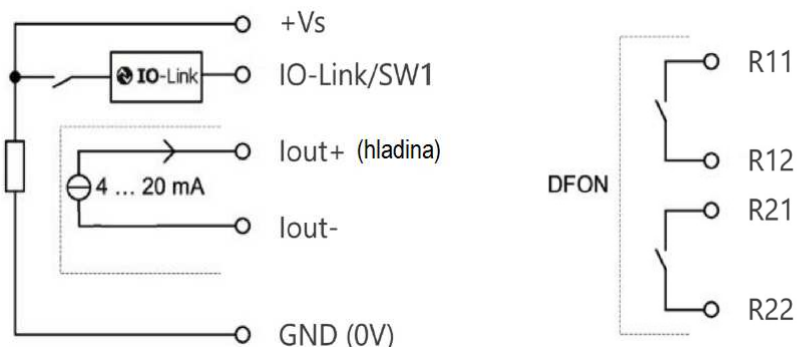 +Vs
IO-Link
IO-Link/SW1
Iout+ (hladina)
4 ... 20 mA
Iout-
GND (0V)
DFON
R11
R12
R21
R22